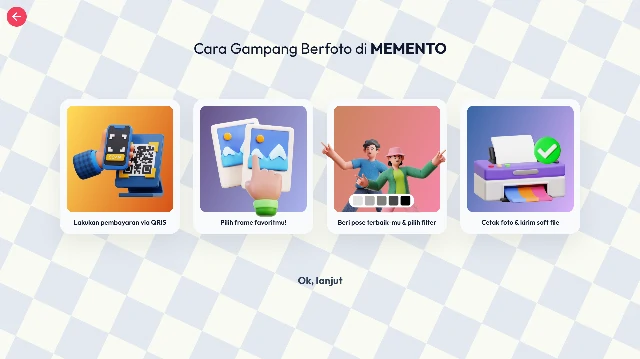 Cara Gampang Berfoto di MEMENTO
Lakukan pembayaran via QRIS
Pilih frame favoritmu!
Beri pose terbaik mu & pilih filter
Cetak foto & kirim soft file
Ok, lanjut